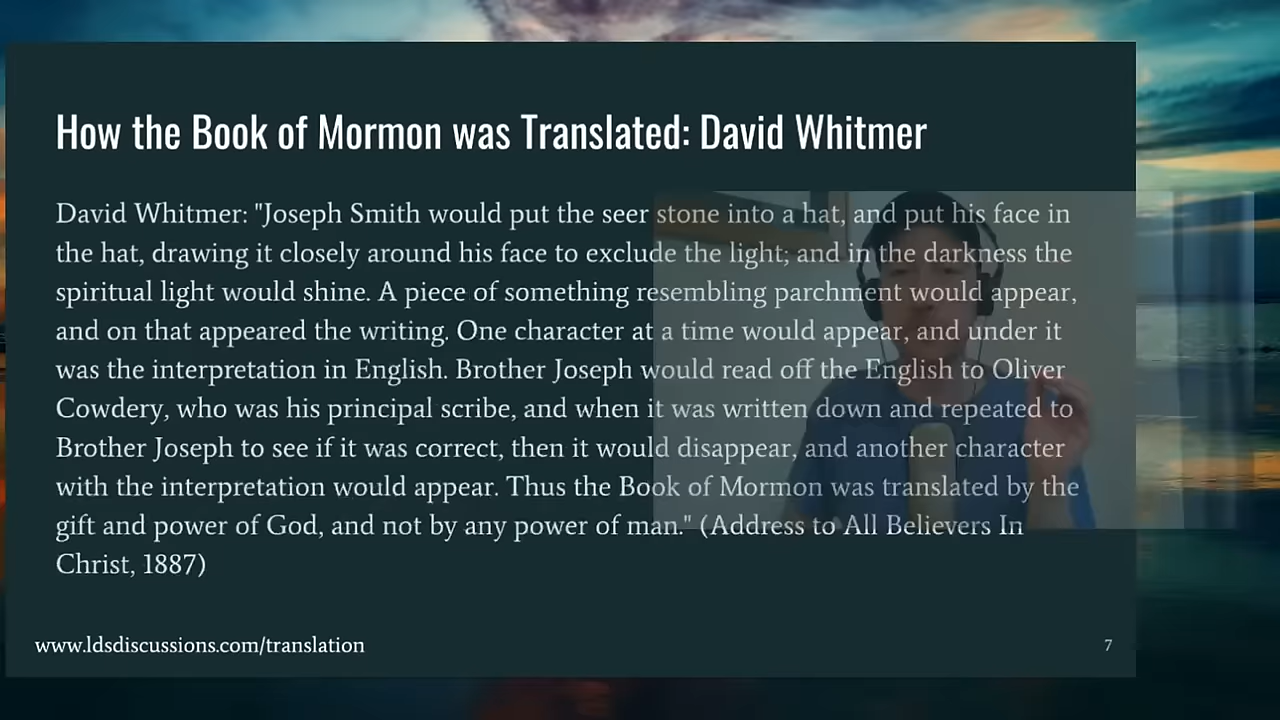 How the Book of Mormon was Translated: David Whitmer
David Whitmer: "Joseph Smith would put the seer stone into a hat, and put his face in
the hat, drawing it closely around his face to exclude the light; and in the darkness the
spiritual light would shine. A piece of something resembling parchment would appear,
and on that appeared the writing. One character at a time would appear, and under it
was the interpretation in English. Brother Joseph would read off the English to Oliver
Cowdery, who was his principal scribe, and when it was written down and repeated to
Brother Joseph to see if it was correct, then it would disappear, and another character
with the interpretation would appear. Thus the Book of Mormon was translated by the
gift and power of God, and not by any power of man." (Address to All Believers In
Christ, 1887)
www.ldsdiscussions.com/translation
7